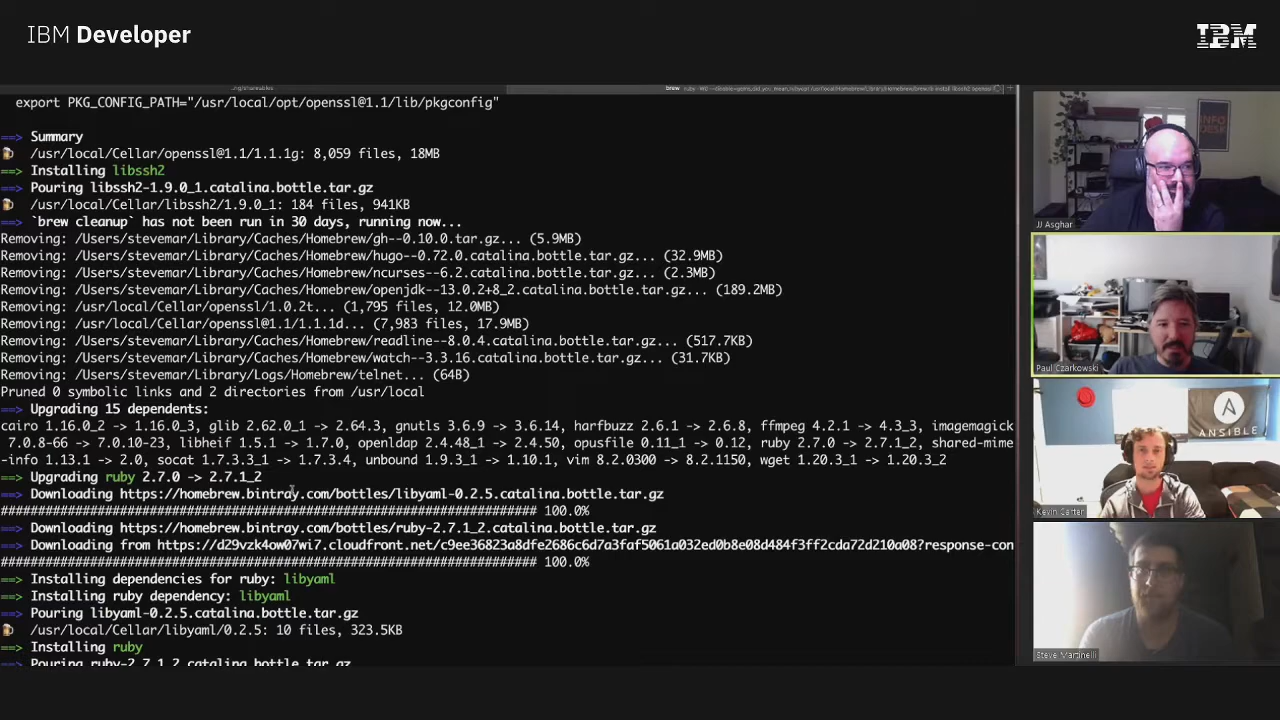 IBM Developer
IBM
export PKG_CONFIG_PATH="/usr/local/opt/openssl@1.1/lib/pkgconfig"
==> Summary
/usr/local/Cellar/openssl@1.1/1.1.1g: 8,059 files, 18MB
==> Installing libssh2
==> Pouring libssh2-1.9.0_1.catalina.bottle.tar.gz
/usr/local/Cellar/libssh2/1.9.0_1: 184 files, 941KB
==> `brew cleanup` has not been run in 30 days, running now...
Removing: /Users/stevemar/Library/Caches/Homebrew/gh--0.10.0.tar.gz... (5.9MB)
Removing: /Users/stevemar/Library/Caches/Homebrew/hugo--0.72.0.catalina.bottle.tar.gz... (32.9MB)
Removing: /Users/stevemar/Library/Caches/Homebrew/ncurses--6.2.catalina.bottle.tar.gz... (2.3MB)
Removing: /Users/stevemar/Library/Caches/Homebrew/openjdk--13.0.2+8_2.catalina.bottle.tar.gz... (189.2MB)
Removing: /usr/local/Cellar/openssl/1.0.2t... (1,795 files, 12.0MB)
Removing: /usr/local/Cellar/openssl@1.1/1.1.1d... (7,983 files, 17.9MB)
Removing: /Users/stevemar/Library/Caches/Homebrew/readline--8.0.4.catalina.bottle.tar.gz... (517.7KB)
Removing: /Users/stevemar/Library/Caches/Homebrew/watch--3.3.16.catalina.bottle.tar.gz... (31.7KB)
Removing: /Users/stevemar/Library/Logs/Homebrew/telnet... (64B)
Pruned 0 symbolic links and 2 directories from /usr/local
==> Upgrading 15 dependents:
cairo 1.16.0_2 -> 1.16.0_3, glib 2.62.0_1 -> 2.64.3, gnutls 3.6.9 -> 3.6.14, harfbuzz 2.6.1 -> 2.6.8, ffmpeg 4.2.1 -> 4.3_3, imagemagick
7.0.8-66 -> 7.0.10-23, libheif 1.5.1 -> 1.7.0, openldap 2.4.48_1 -> 2.4.50, opusfile 0.11_1 -> 0.12, ruby 2.7.0 -> 2.7.1_2, shared-mime
-info 1.13.1 -> 2.0, socat 1.7.3.3_1 -> 1.7.3.4, unbound 1.9.3_1 -> 1.10.1, vim 8.2.0300 -> 8.2.1150, wget 1.20.3_1 -> 1.20.3_2
==> Upgrading ruby 2.7.0 -> 2.7.1_2
==> Downloading https://homebrew.bintray.com/bottles/libyaml-0.2.5.catalina.bottle.tar.gz
######################################################################## 100.0%
==> Downloading https://homebrew.bintray.com/bottles/ruby-2.7.1_2.catalina.bottle.tar.gz
==> Downloading from https://d29vzk4ow07wi7.cloudfront.net/c9ee36823a8dfe2686c6d7a3faf5061a032ed0b8e08d484f3ff2cda72d210a08?response-con
######################################################################## 100.0%
==> Installing dependencies for ruby: libyaml
==> Installing ruby dependency: libyaml
==> Pouring libyaml-0.2.5.catalina.bottle.tar.gz
/usr/local/Cellar/libyaml/0.2.5: 10 files, 323.5KB
==> Installing ruby
==> Pouring ruby-2.7.1_2.catalina.bottle.tar.gz
INFO
DESK
JJ Asghar
Paul Czarkowski
ANSIBLE
Kevin Carter
Steve Martinelli